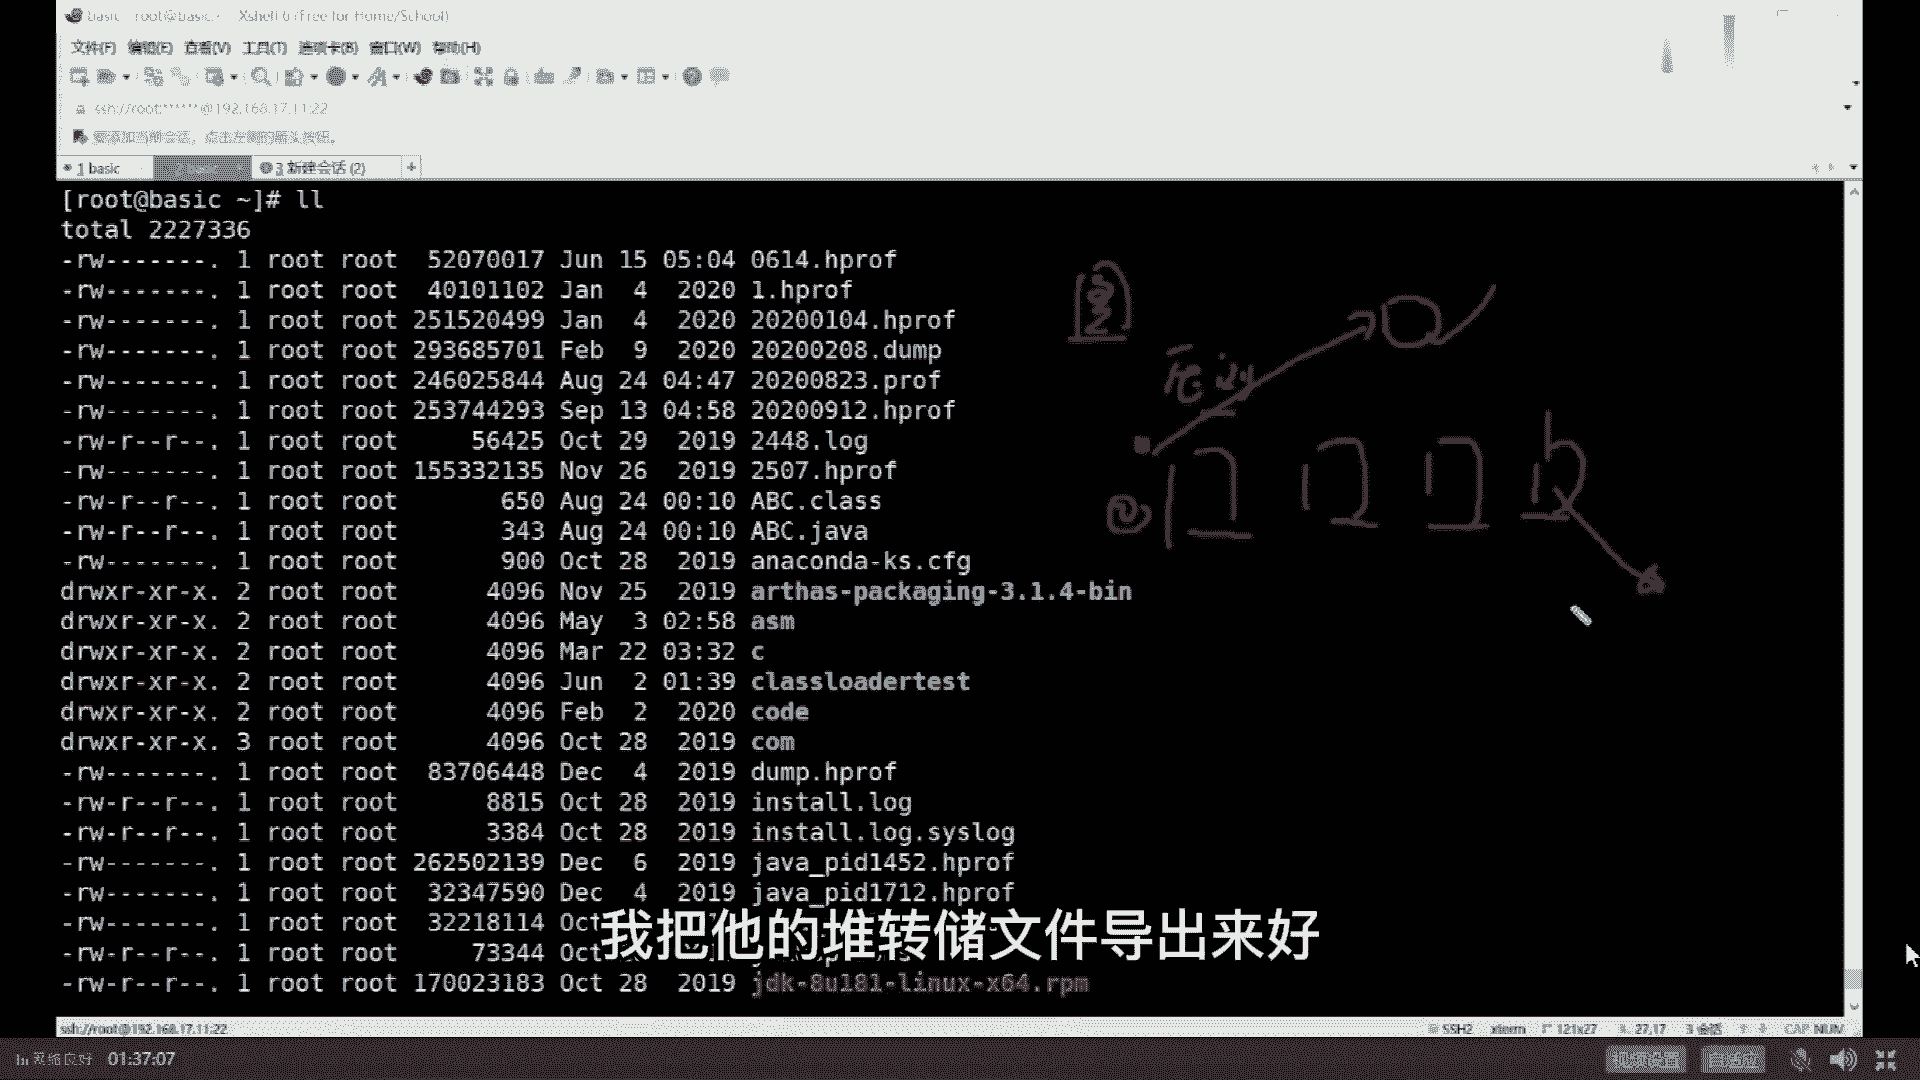 basic - root@basic:~ - Xshell 6 (Free for Home/School)
文件(F) 编辑(E) 查看(V) 工具(T) 选项卡(B) 窗口(W) 帮助(H)
ssh://root:******@192.168.17.11:22
要添加当前会话，点击左侧的箭头按钮。
1 basic
3 新建会话 (2) +
[root@basic ~]# ll
total 2227336
-rw-------. 1 root root  52070017 Jun 15 05:04 0614.hprof
-rw-------. 1 root root  40101102 Jan  4  2020 1.hprof
-rw-------. 1 root root 251520499 Jan  4  2020 20200104.hprof
-rw-------. 1 root root 293685701 Feb  9  2020 20200208.dump
-rw-------. 1 root root 246025844 Aug 24 04:47 20200823.prof
-rw-------. 1 root root 253744293 Sep 13 04:58 20200912.hprof
-rw-r--r--. 1 root root     56425 Oct 29  2019 2448.log
-rw-------. 1 root root 155332135 Nov 26  2019 2507.hprof
-rw-r--r--. 1 root root       650 Aug 24 00:10 ABC.class
-rw-r--r--. 1 root root       343 Aug 24 00:10 ABC.java
-rw-------. 1 root root       900 Oct 28  2019 anaconda-ks.cfg
drwxr-xr-x. 2 root root      4096 Nov 25  2019 arthas-packaging-3.1.4-bin
drwxr-xr-x. 2 root root      4096 May  3 02:58 asm
drwxr-xr-x. 2 root root      4096 Mar 22 03:32 c
drwxr-xr-x. 2 root root      4096 Jun  2 01:39 classloadertest
drwxr-xr-x. 2 root root      4096 Feb  2  2020 code
drwxr-xr-x. 3 root root      4096 Oct 28  2019 com
-rw-------. 1 root root  83706448 Dec  4  2019 dump.hprof
-rw-r--r--. 1 root root      8815 Oct 28  2019 install.log
-rw-r--r--. 1 root root      3384 Oct 28  2019 install.log.syslog
-rw-------. 1 root root 262502139 Dec  6  2019 java_pid1452.hprof
-rw-------. 1 root root  32347590 Dec  4  2019 java_pid1712.hprof
-rw-------. 1 root root  32218114 Oct
我把他的堆转储文件导出来好
-rw-r--r--. 1 root root     73344 Oct
-rw-r--r--. 1 root root 170023183 Oct 28  2019 jdk-8u181-linux-x64.rpm
ssh://root@192.168.17.11:22 SSH2 xterm 121x27 27,17 3 会话 CAP NUM
网络良好 01:37:07 视频设置 自适应